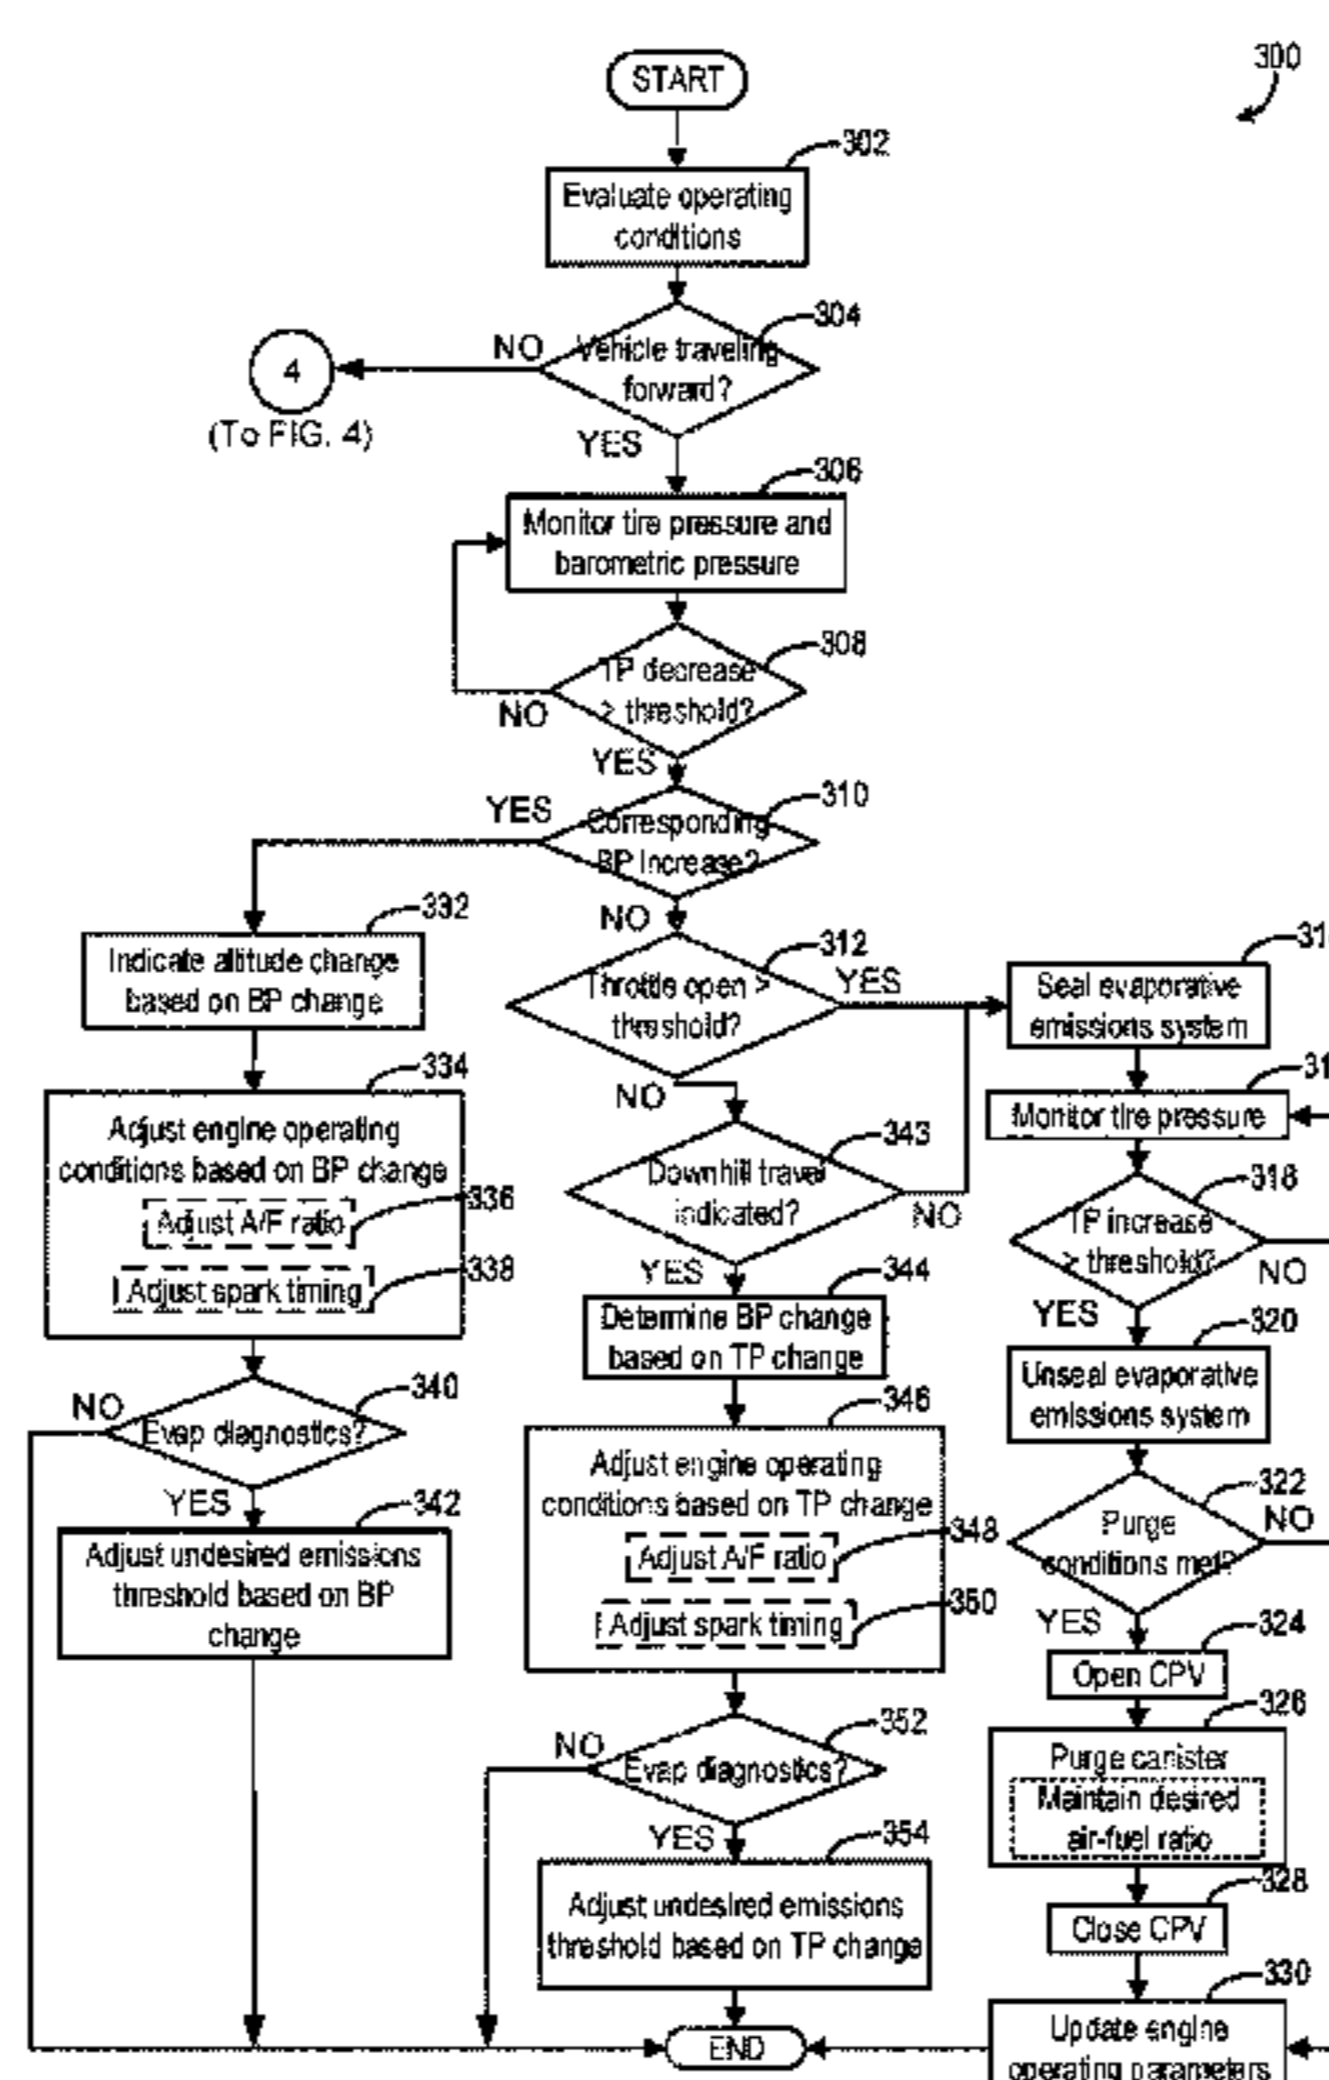 START
300
302
Evaluate operating
conditions
304
NO
Vehicle traveling
forward?
4
(To FIG. 4)
YES
306
Monitor tire pressure and
barometric pressure
308
TP decrease
> threshold?
NO
YES
310
YES
Corresponding
BP Increase?
NO
332
Indicate altitude change
based on BP change
312
Throttle open >
threshold?
YES
31
Seal evaporative
emissions system
334
Adjust engine operating
conditions based on BP change
336
Adjust A/F ratio
338
Adjust spark timing
NO
343
Downhill travel
indicated?
NO
31
Monitor tire pressure
318
TP increase
> threshold?
NO
YES
YES
344
Determine BP change
based on TP change
320
Unseal evaporative
emissions system
340
NO
Evap diagnostics?
YES
342
Adjust undesired emissions
threshold based on BP
change
346
Adjust engine operating
conditions based on TP change
348
Adjust A/F ratio
350
Adjust spark timing
322
Purge
conditions met?
NO
YES
324
Open CPV
326
Purge canister
Maintain desired
air-fuel ratio
352
NO
Evap diagnostics?
YES
354
Adjust undesired emissions
threshold based on TP change
328
Close CPV
330
Update engine
operating parameters
END